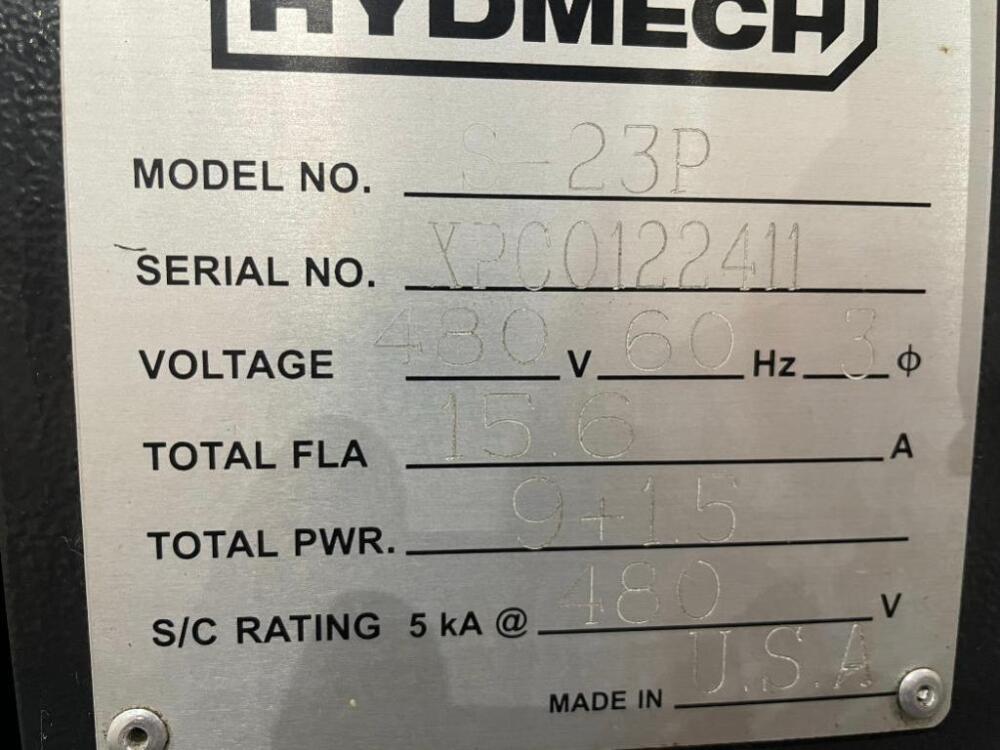 HYDMECH
MODEL NO. S-23P
SERIAL NO. XPC0122411
VOLTAGE 480 V 60 Hz 3 ϕ
TOTAL FLA 15.6 A
TOTAL PWR. 9+1.5
S/C RATING 5 kA @ 480 V
MADE IN U.S.A